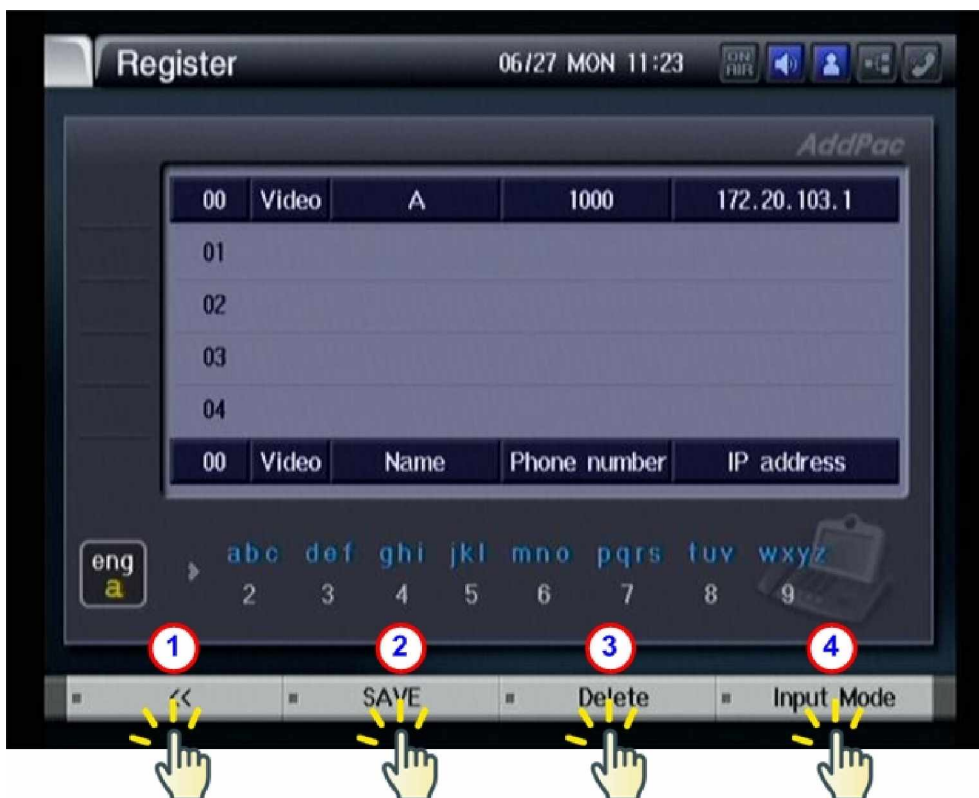 Register 06/27 MON 11:23 ON AIR
AddPac
00 Video A 1000 172.20.103.1
01
02
03
04
00 Video Name Phone number IP address
eng abc def ghi jkl mno pqrs tuv wxyz
a 2 3 4 5 6 7 8 9
1 2 3 4
<< SAVE Delete Input Mode